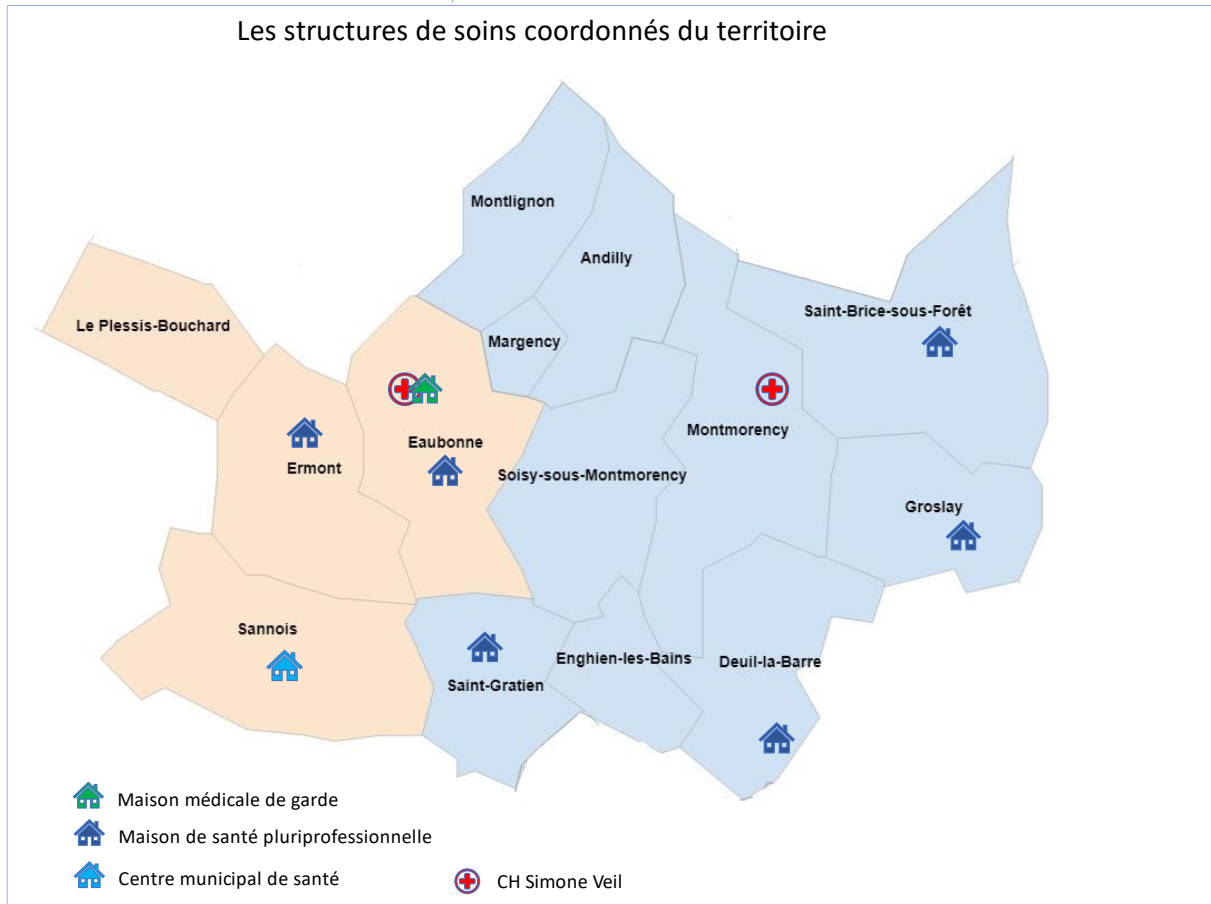 Les structures de soins coordonnés du territoire
Montlignon
Andilly
Saint-Brice-sous-Forêt
Le Plessis-Bouchard
Margency
Montmorency
Eaubonne
Ermont
Soisy-sous-Montmorency
Groslay
Sannois
Enghien-les-Bains
Deuil-la-Barre
Saint-Gratien
Maison médicale de garde
Maison de santé pluriprofessionnelle
Centre municipal de santé
CH Simone Veil